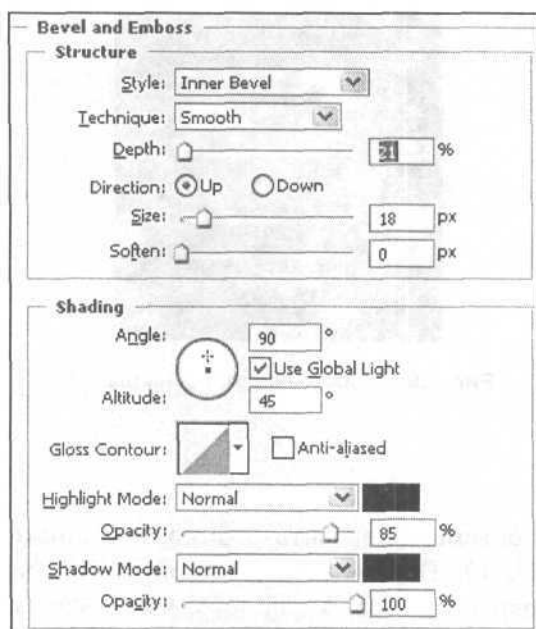 Bevel and Emboss
Structure
Style: Inner Bevel
Technique: Smooth
Depth: 21 %
Direction: Up Down
Size: 18 px
Soften: 0 px
Shading
Angle: 90 °
Use Global Light
Altitude: 45 °
Gloss Contour: Anti-aliased
Highlight Mode: Normal
Opacity: 85 %
Shadow Mode: Normal
Opacity: 100 %